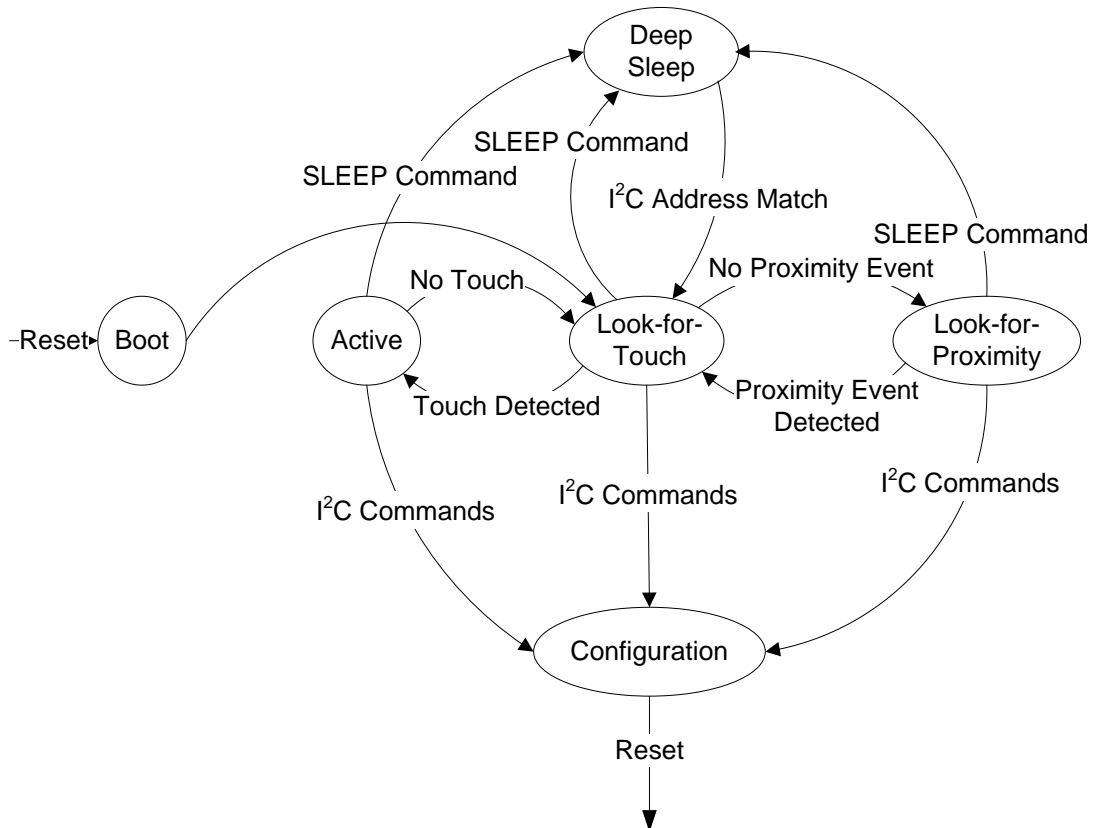 Deep
Sleep
SLEEP Command
SLEEP Command
I²C Address Match
SLEEP Command
No Proximity Event
No Touch
Reset
Boot
Active
Look-for-
Touch
Look-for-
Proximity
Touch Detected
Proximity Event
Detected
I²C Commands
I²C Commands
I²C Commands
Configuration
Reset